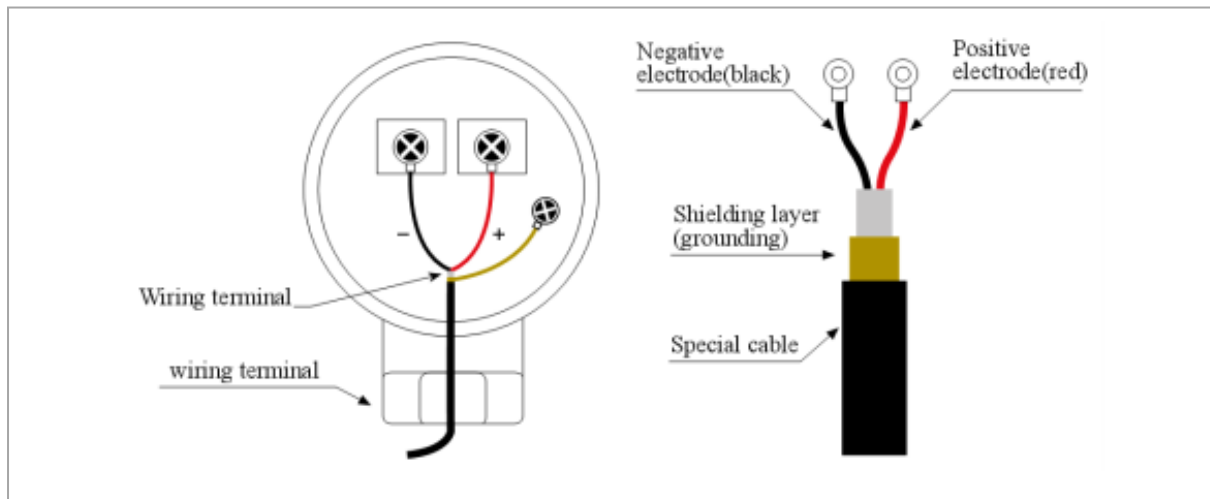 Negative
electrode(black)
Positive
electrode(red)
−
+
Shielding layer
(grounding)
Wiring terminal
Special cable
wiring terminal